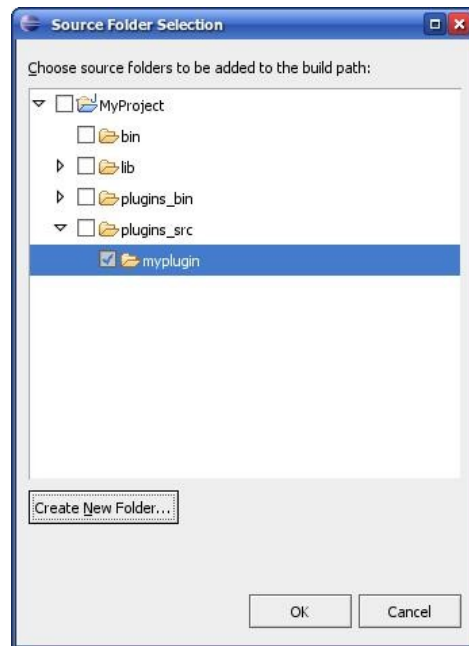 Source Folder Selection
Choose source folders to be added to the build path:
MyProject
bin
lib
plugins_bin
plugins_src
myplugin
Create New Folder...
OK
Cancel